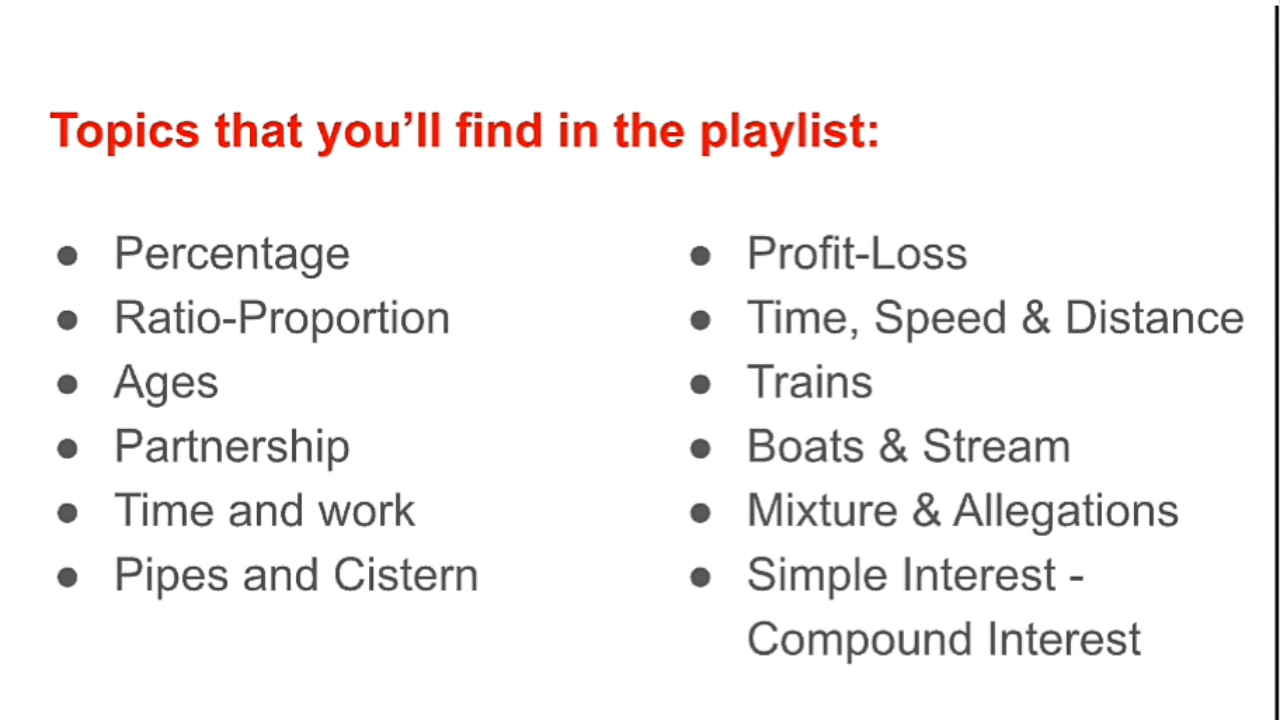 Topics that you’ll find in the playlist:
● Percentage
● Ratio-Proportion
● Ages
● Partnership
● Time and work
● Pipes and Cistern
● Profit-Loss
● Time, Speed & Distance
● Trains
● Boats & Stream
● Mixture & Allegations
● Simple Interest -
Compound Interest